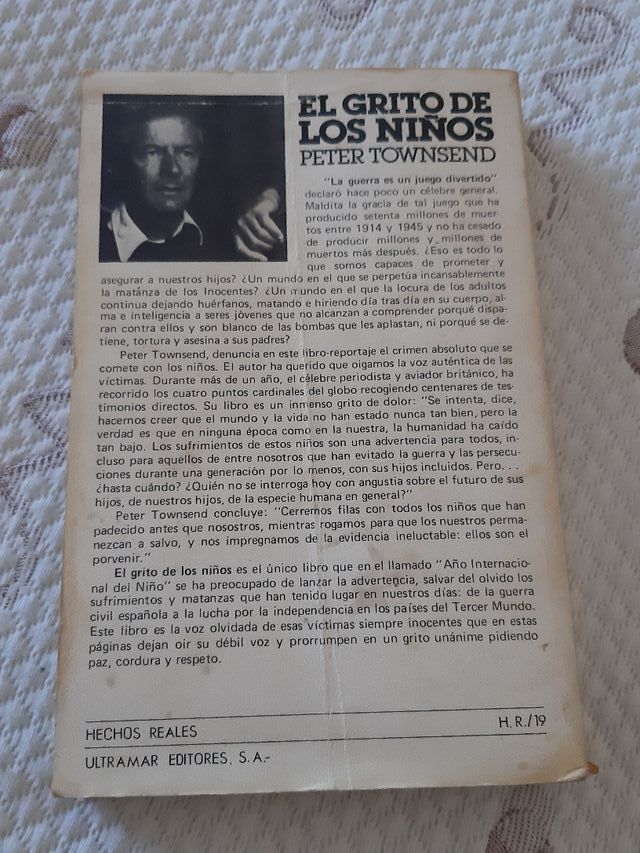 EL GRITO DE
LOS NIÑOS
PETER TOWNSEND
"La guerra es un juego divertido"
declaró hace poco un célebre general.
Maldita la gracia de tal juego que ha
producido setenta millones de muer-
tos entre 1914 y 1945 y no ha cesado
de producir millones y millones de
muertos más después. ¿Eso es todo lo
que somos capaces de prometer y
asegurar a nuestros hijos? ¿Un mundo en el que se perpetúa incansablemente
la matánza de los Inocentes? ¿Un mundo en el que la locura de los adultos
continua dejando huérfanos, matando e hiriendo día tras día en su cuerpo, al-
ma e inteligencia a seres jóvenes que no alcanzan a comprender porqué dispa-
ran contra ellos y son blanco de las bombas que les aplastan, ni porqué se de-
tiene, tortura y asesina a sus padres?
Peter Townsend, denuncia en este libro-reportaje el crimen absoluto que se
comete con los niños. El autor ha querido que oigamos la voz auténtica de las
víctimas. Durante más de un año, el célebre periodista y aviador británico, ha
recorrido los cuatro puntos cardinales del globo recogiendo centenares de tes-
timonios directos. Su libro es un inmenso grito de dolor: "Se intenta, dice,
hacernos creer que el mundo y la vida no han estado nunca tan bien, pero la
verdad es que en ninguna época como en la nuestra, la humanidad ha caído
tan bajo. Los sufrimientos de estos niños son una advertencia para todos, in-
cluso para aquellos de entre nosotros que han evitado la guerra y las persecu-
ciones durante una generación por lo menos, con sus hijos incluidos. Pero. . .
¿hasta cuándo? ¿Quién no se interroga hoy con angustia sobre el futuro de sus
hijos, de nuestros hijos, de la especie humana en general?"
Peter Townsend concluye: "Cerremos filas con todos los niños que han
padecido antes que nosostros, mientras rogamos para que los nuestros perma-
nezcan a salvo, y nos impregnamos de la evidencia ineluctable: ellos son el
porvenir."
El grito de los niños es el único libro que en el llamado "Año Internacio-
nal del Niño" se ha preocupado de lanzar la advertencia, salvar del olvido los
sufrimientos y matanzas que han tenido lugar en nuestros días: de la guerra
civil española a la lucha por la independencia en los países del Tercer Mundo.
Este libro es la voz olvidada de esas víctimas siempre inocentes que en estas
páginas dejan oir su débil voz y prorrumpen en un grito unánime pidiendo
paz, cordura y respeto.
HECHOS REALES H.R./19
ULTRAMAR EDITORES, S.A.-